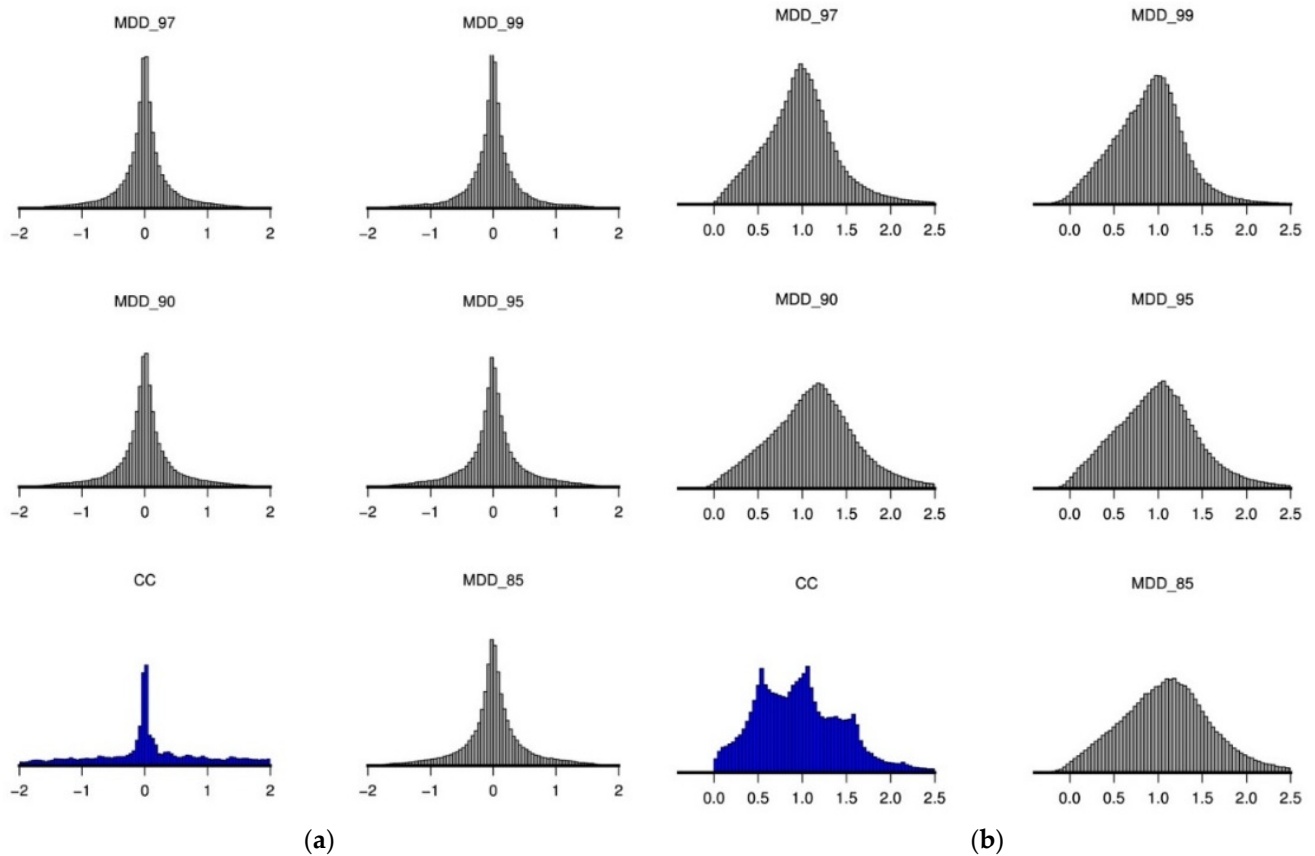 MDD_97 MDD_99 MDD_97 MDD_99
−2 −1 0 1 2 −2 −1 0 1 2 0.0 0.5 1.0 1.5 2.0 2.5 0.0 0.5 1.0 1.5 2.0 2.5
MDD_90 MDD_95 MDD_90 MDD_95
−2 −1 0 1 2 −2 −1 0 1 2 0.0 0.5 1.0 1.5 2.0 2.5 0.0 0.5 1.0 1.5 2.0 2.5
CC MDD_85 CC MDD_85
−2 −1 0 1 2 −2 −1 0 1 2 0.0 0.5 1.0 1.5 2.0 2.5 0.0 0.5 1.0 1.5 2.0 2.5
(a) (b)